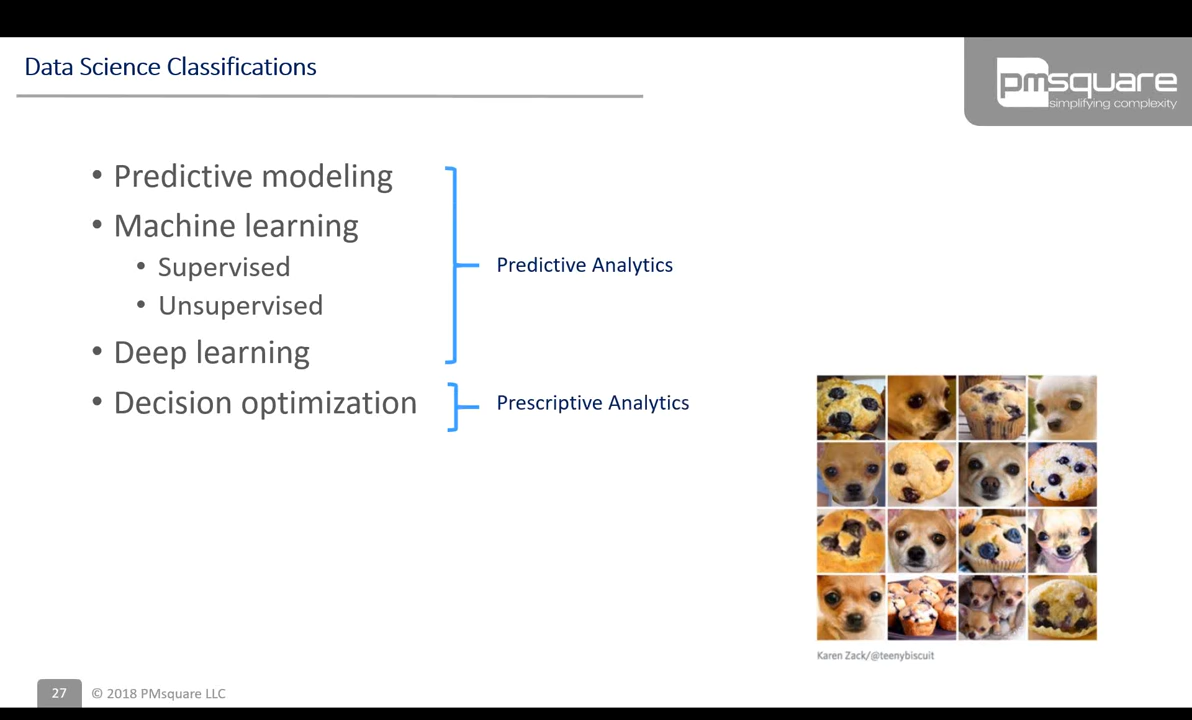 Data Science Classifications
pmsquare
simplifying complexity
• Predictive modeling
• Machine learning
• Supervised
• Unsupervised
• Deep learning
• Decision optimization
Predictive Analytics
Prescriptive Analytics
Karen Zack/@teenybiscuit
27 © 2018 PMsquare LLC